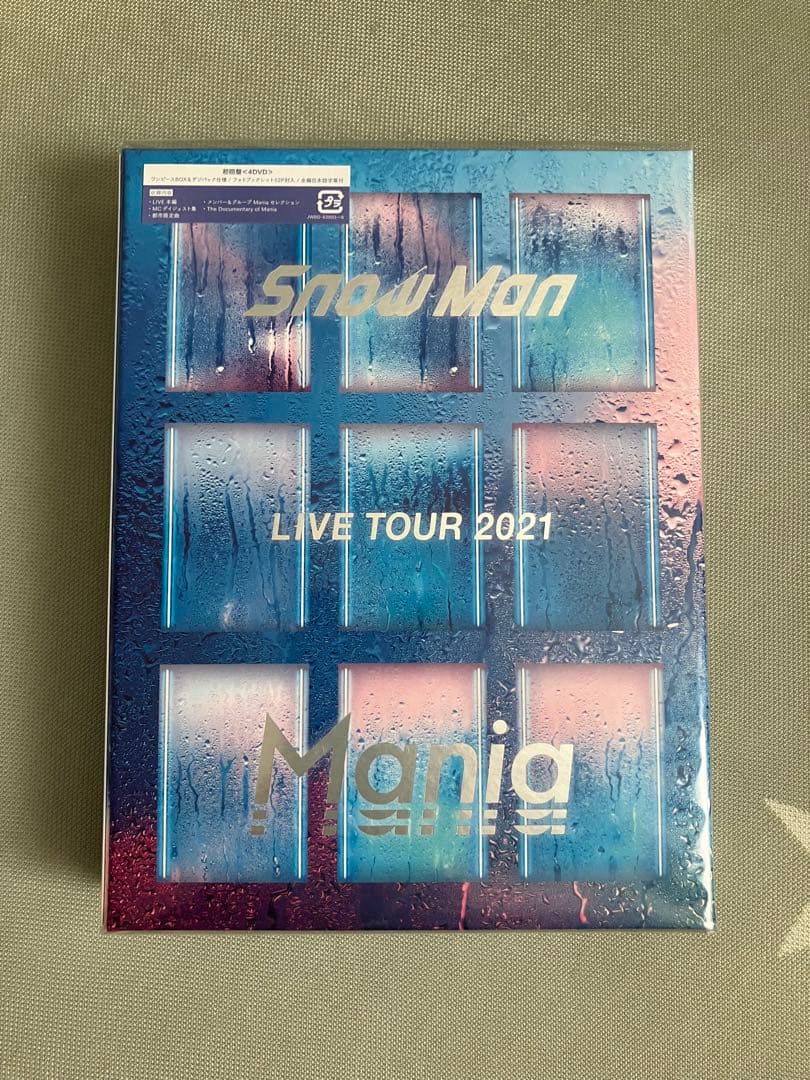 初回盤<4DVD>
ワンピースBOX&デジパック仕様 / フォトブックレット52P封入 / 全編日本語字幕付
収録内容
・LIVE 本編
・MCダイジェスト集
・都市限定曲
・メンバー&グループ Mania セレクション
・The Documentary of Mania
Snow Man
LIVE TOUR 2021
Mania